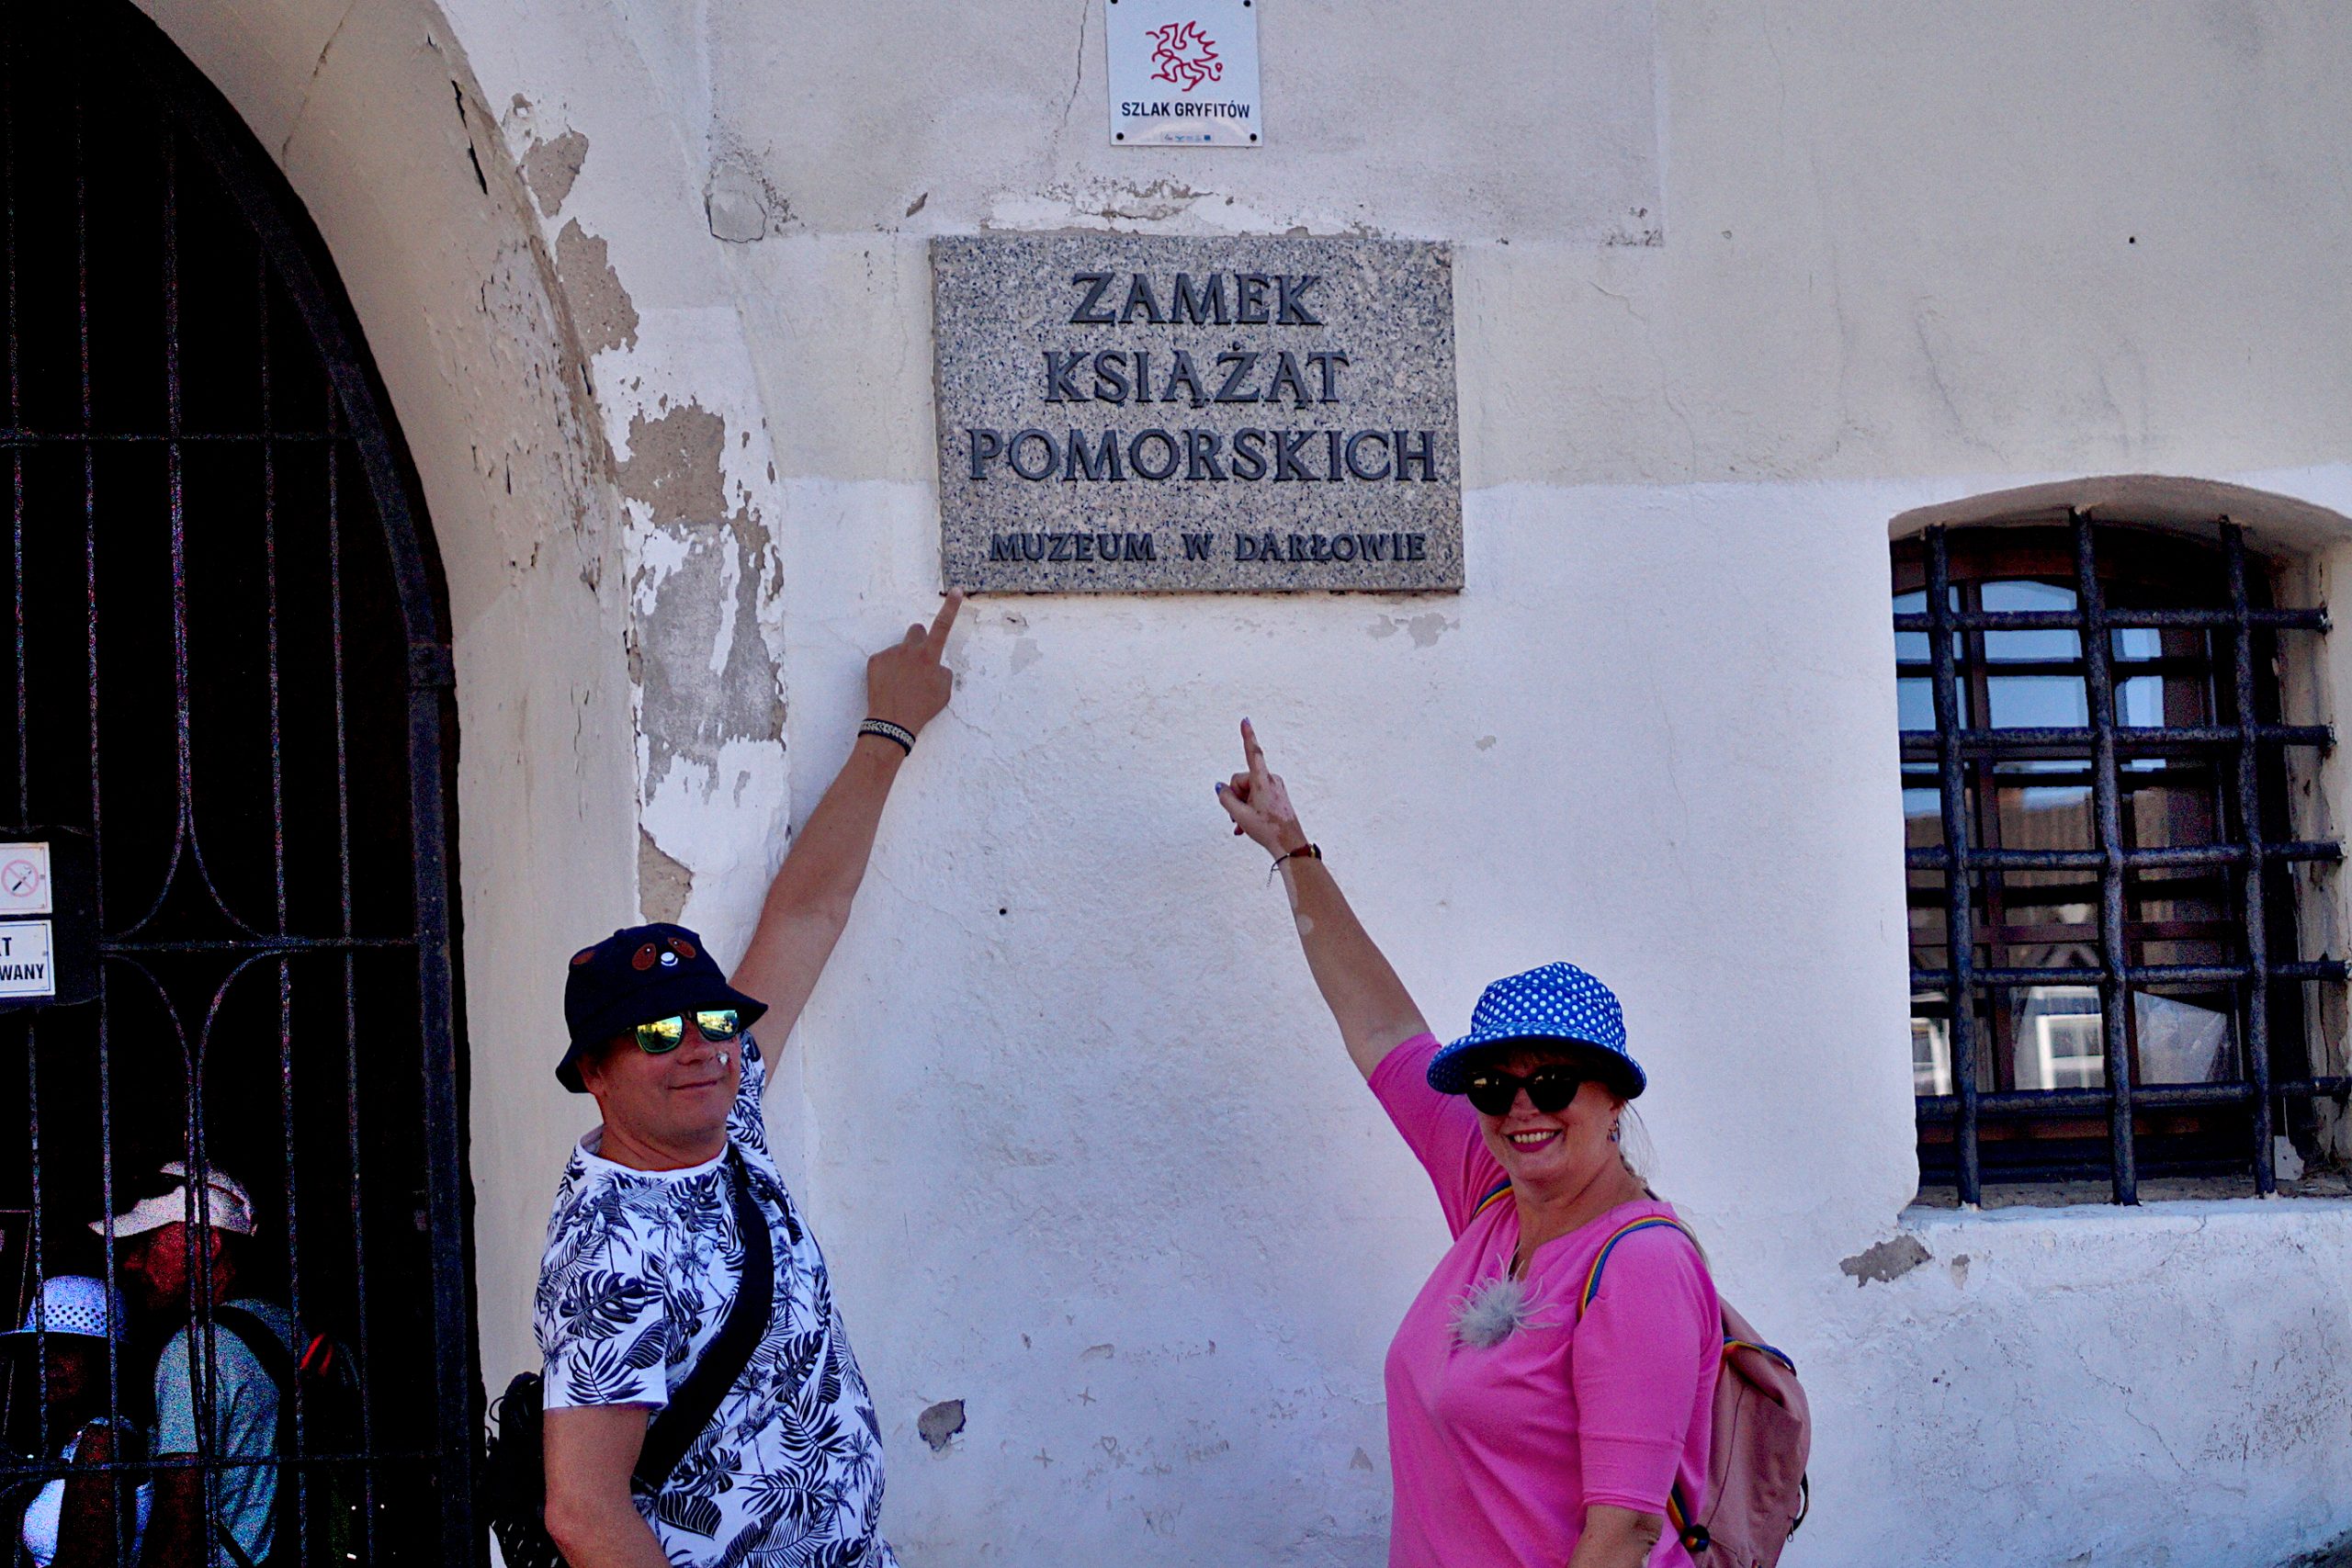 SZLAK GRYFITÓW
ZAMEK
KSIĄŻĄT
POMORSKICH
MUZEUM W DARŁOWIE